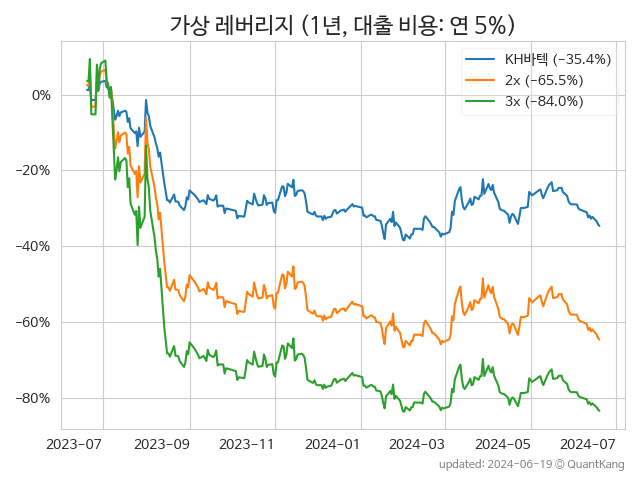 가상 레버리지 (1년, 대출 비용: 연 5%)
KH바텍 (−35.4%)
2x (−65.5%)
3x (−84.0%)
0%
−20%
−40%
−60%
−80%
2023-07 2023-09 2023-11 2024-01 2024-03 2024-05 2024-07
updated: 2024-06-19 © QuantKang